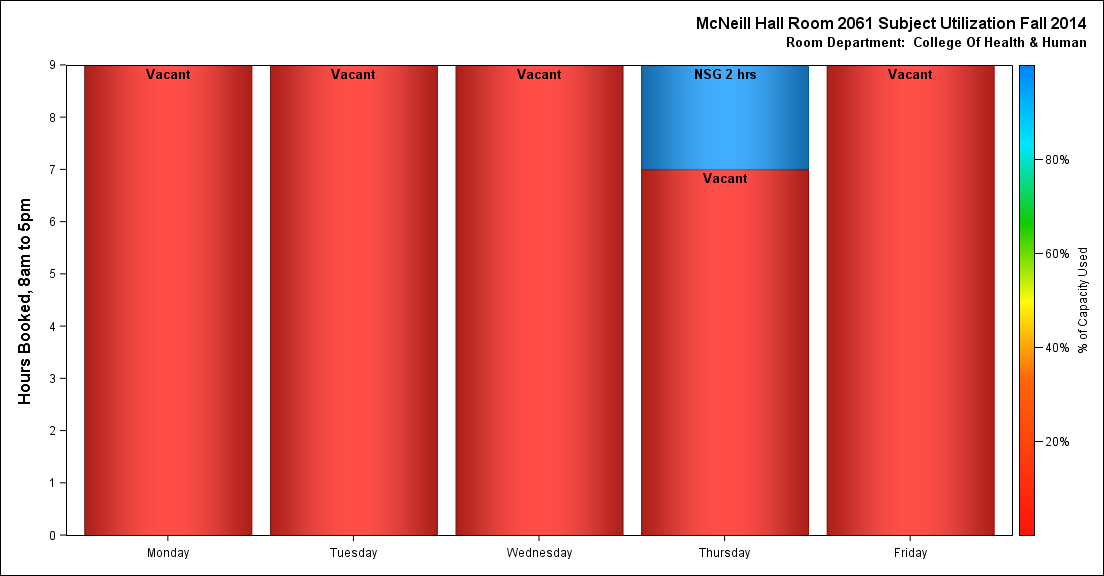 McNeill Hall Room 2061 Subject Utilization Fall 2014
Room Department:  College Of Health & Human
Hours Booked, 8am to 5pm
9
8
7
6
5
4
3
2
1
0
Vacant
Vacant
Vacant
NSG 2 hrs
Vacant
Vacant
Monday
Tuesday
Wednesday
Thursday
Friday
80%
60%
40%
20%
% of Capacity Used